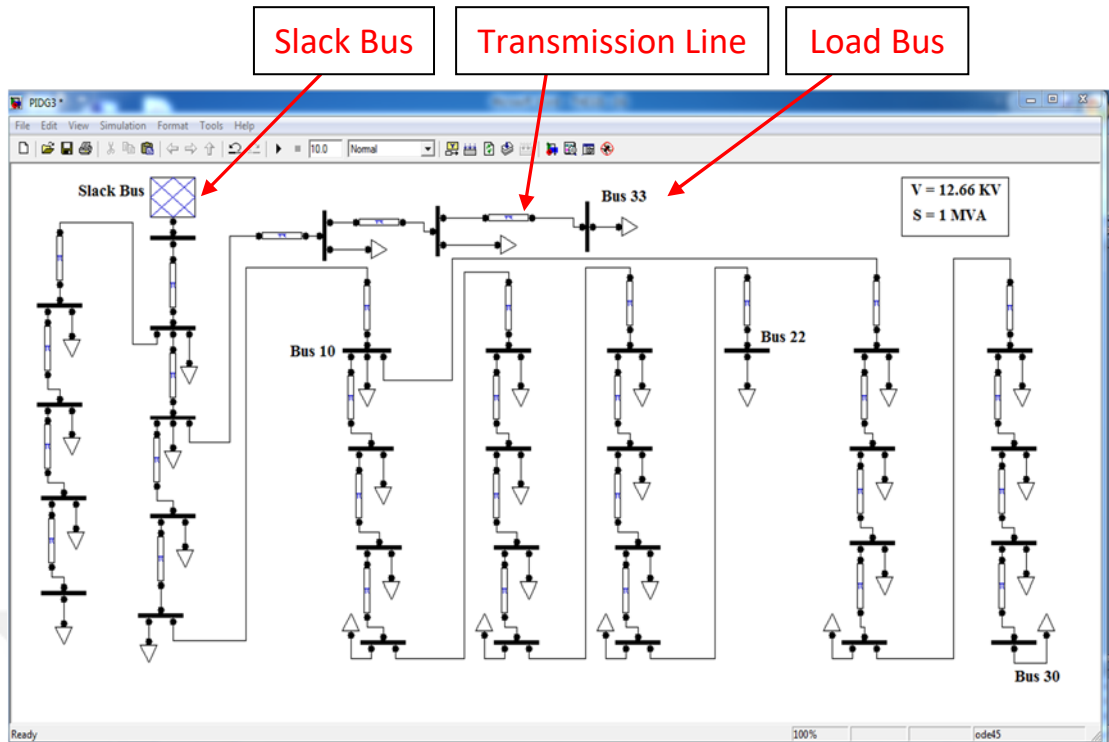 Slack Bus
Transmission Line
Load Bus
PIDG3 *
File Edit View Simulation Format Tools Help
10.0 Normal
Slack Bus
Bus 33
V = 12.66 KV
S = 1 MVA
Bus 10
Bus 22
Bus 30
Ready 100% ode45